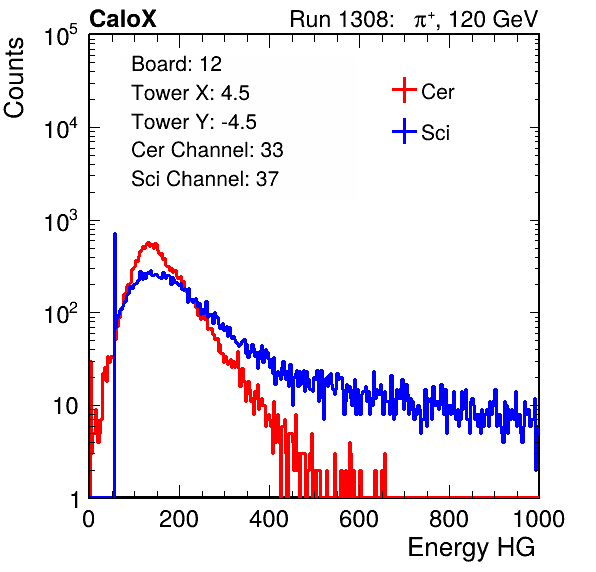 CaloX Run 1308: π⁺, 120 GeV
Counts
10⁵
10⁴
10³
10²
10
1
Board: 12
Tower X: 4.5
Tower Y: -4.5
Cer Channel: 33
Sci Channel: 37
Cer
Sci
0 200 400 600 800 1000
Energy HG